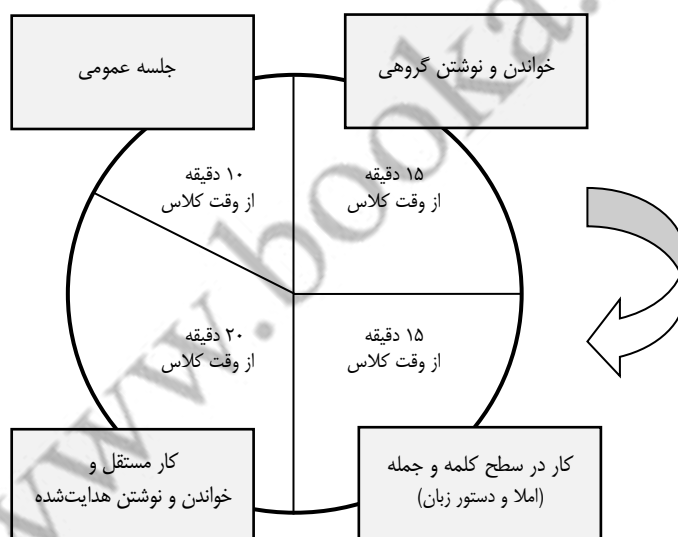 خواندن و نوشتن گروهی
جلسه عمومی
۱۵ دقیقه
از وقت کلاس
۱۰ دقیقه
از وقت کلاس
۱۵ دقیقه
از وقت کلاس
۲۰ دقیقه
از وقت کلاس
کار در سطح کلمه و جمله
(املا و دستور زبان)
کار مستقل و
خواندن و نوشتن هدایت‌شده
www.booka.